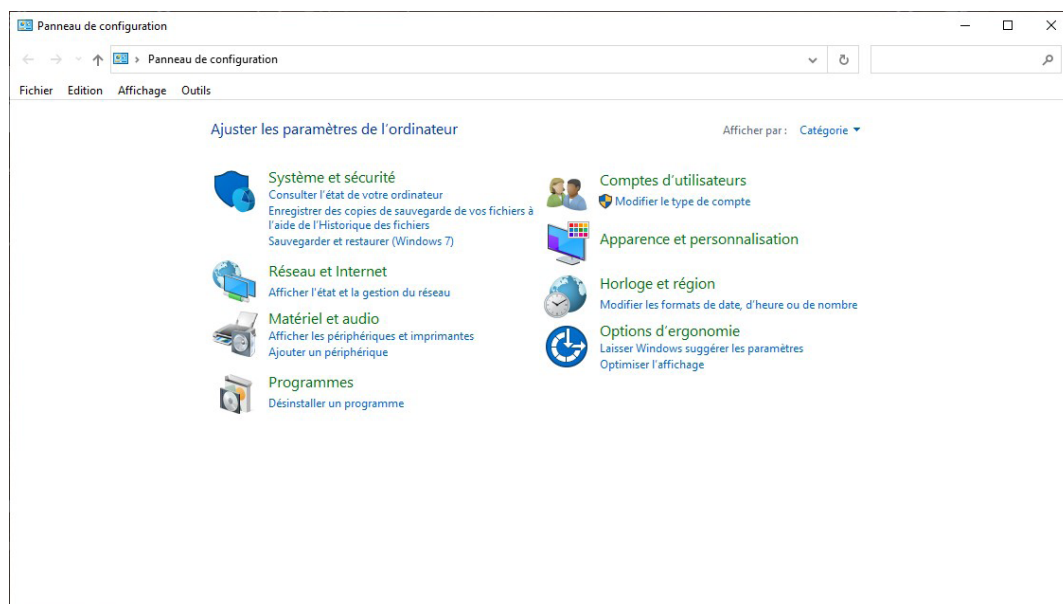 Panneau de configuration
Panneau de configuration
Fichier Edition Affichage Outils
Ajuster les paramètres de l'ordinateur
Afficher par : Catégorie
Système et sécurité
Consulter l'état de votre ordinateur
Enregistrer des copies de sauvegarde de vos fichiers à
l'aide de l'Historique des fichiers
Sauvegarder et restaurer (Windows 7)
Réseau et Internet
Afficher l'état et la gestion du réseau
Matériel et audio
Afficher les périphériques et imprimantes
Ajouter un périphérique
Programmes
Désinstaller un programme
Comptes d'utilisateurs
Modifier le type de compte
Apparence et personnalisation
Horloge et région
Modifier les formats de date, d'heure ou de nombre
Options d'ergonomie
Laisser Windows suggérer les paramètres
Optimiser l'affichage